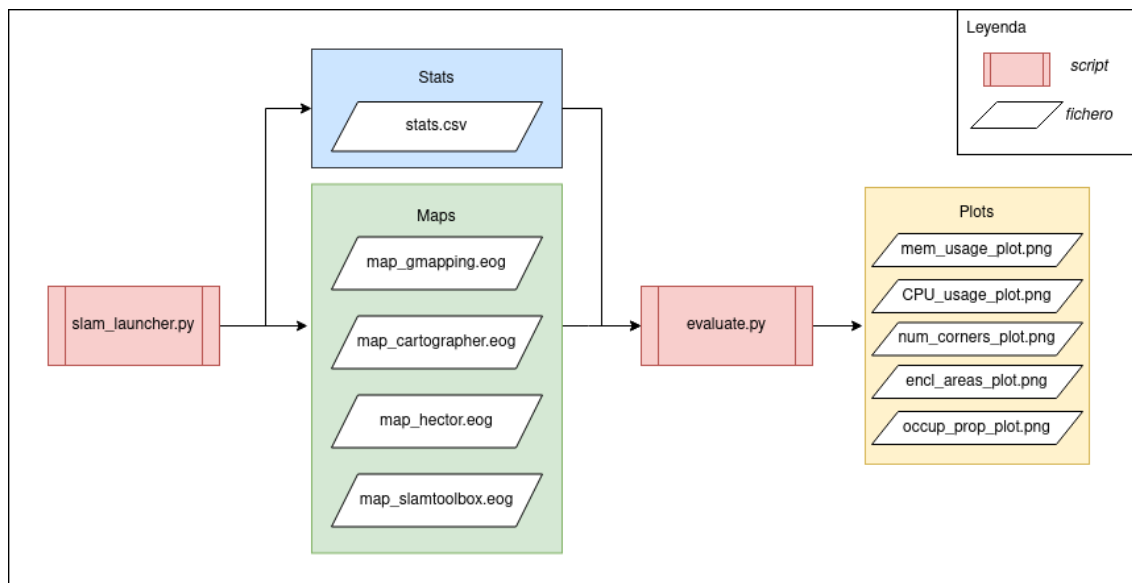 Leyenda
script
fichero
Stats
stats.csv
Maps
map_gmapping.eog
map_cartographer.eog
map_hector.eog
map_slamtoolbox.eog
slam_launcher.py
evaluate.py
Plots
mem_usage_plot.png
CPU_usage_plot.png
num_corners_plot.png
encl_areas_plot.png
occup_prop_plot.png